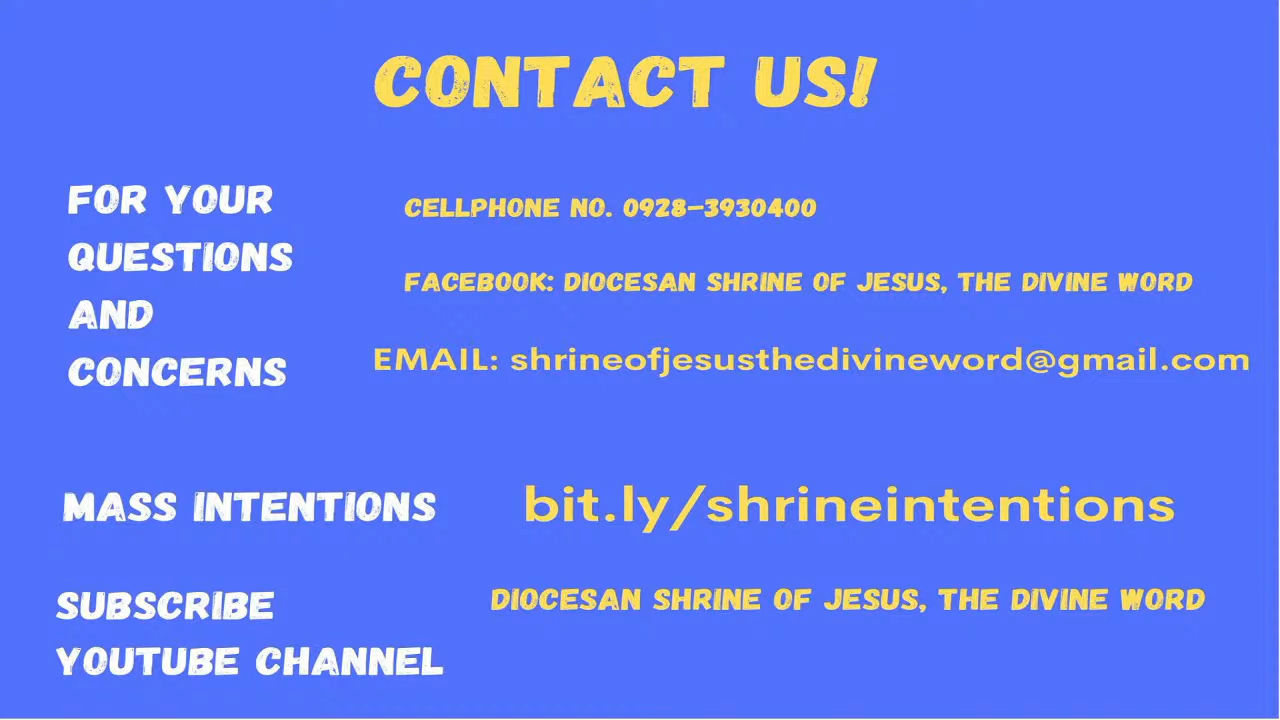 CONTACT US!
FOR YOUR
QUESTIONS
AND
CONCERNS
CELLPHONE NO. 0928-3930400
FACEBOOK: DIOCESAN SHRINE OF JESUS, THE DIVINE WORD
EMAIL: shrineofjesusthedivineword@gmail.com
MASS INTENTIONS
bit.ly/shrineintentions
SUBSCRIBE
YOUTUBE CHANNEL
DIOCESAN SHRINE OF JESUS, THE DIVINE WORD